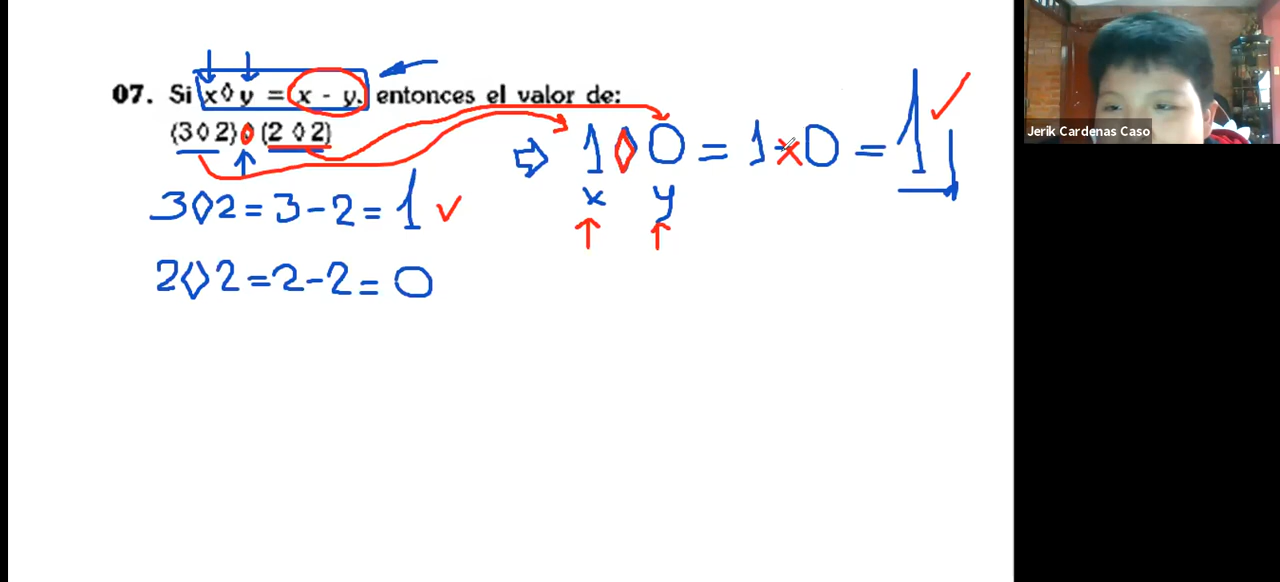 07. Si x◊y = x - y. entonces el valor de:
(3◊2)◊(2◊2)
⇨ 1◊0 = 1-0 = 1
x y
3◊2=3-2=1 ✓
2◊2=2-2=0
Jerik Cardenas Caso